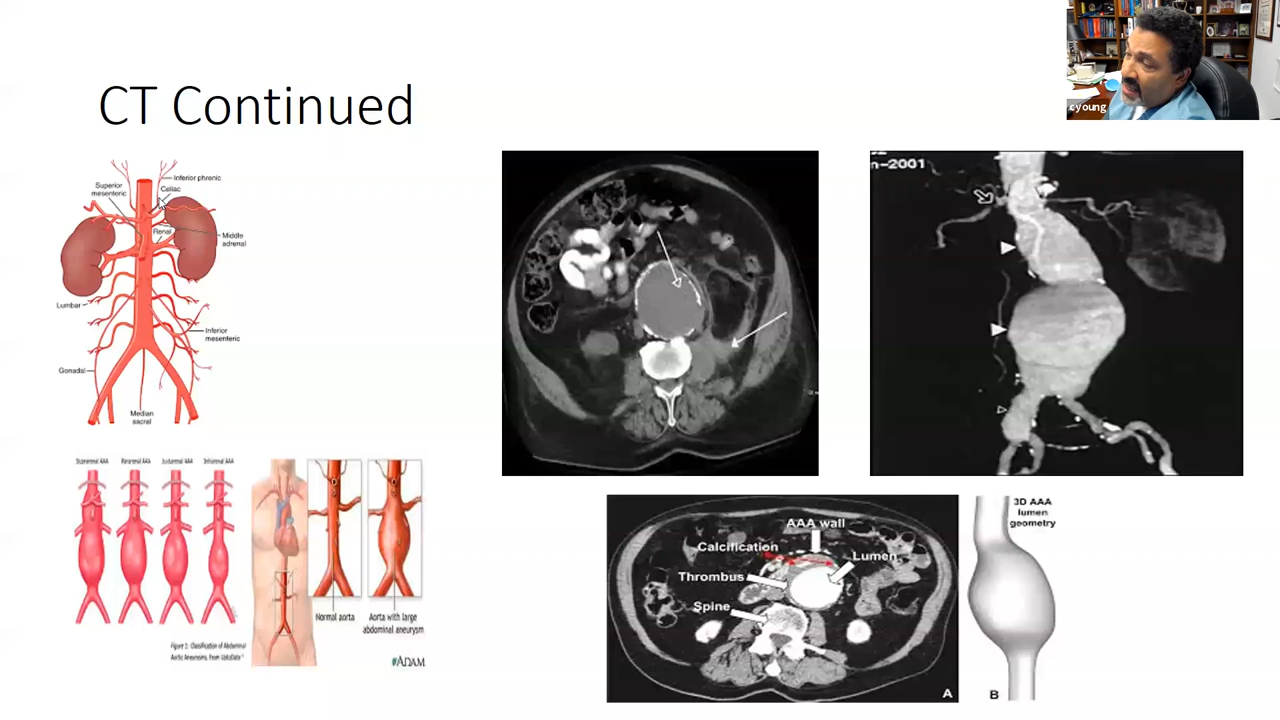 CT Continued
cyoung
Inferior phrenic
Celiac
Superior
mesenteric
Renal
Middle
adrenal
Lumbar
Inferior
mesenteric
Gonadal
Median
sacral
n-2001
Suprarenal AAA
Pararenal AAA
Juxtarenal AAA
Infrarenal AAA
Figure 1: Classification of Abdominal
Aortic Aneurysms. From UptoDate
Normal aorta
Aorta with large
abdominal aneurysm
ADAM
AAA wall
Calcification
Lumen
Thrombus
Spine
A
3D AAA
lumen
geometry
B